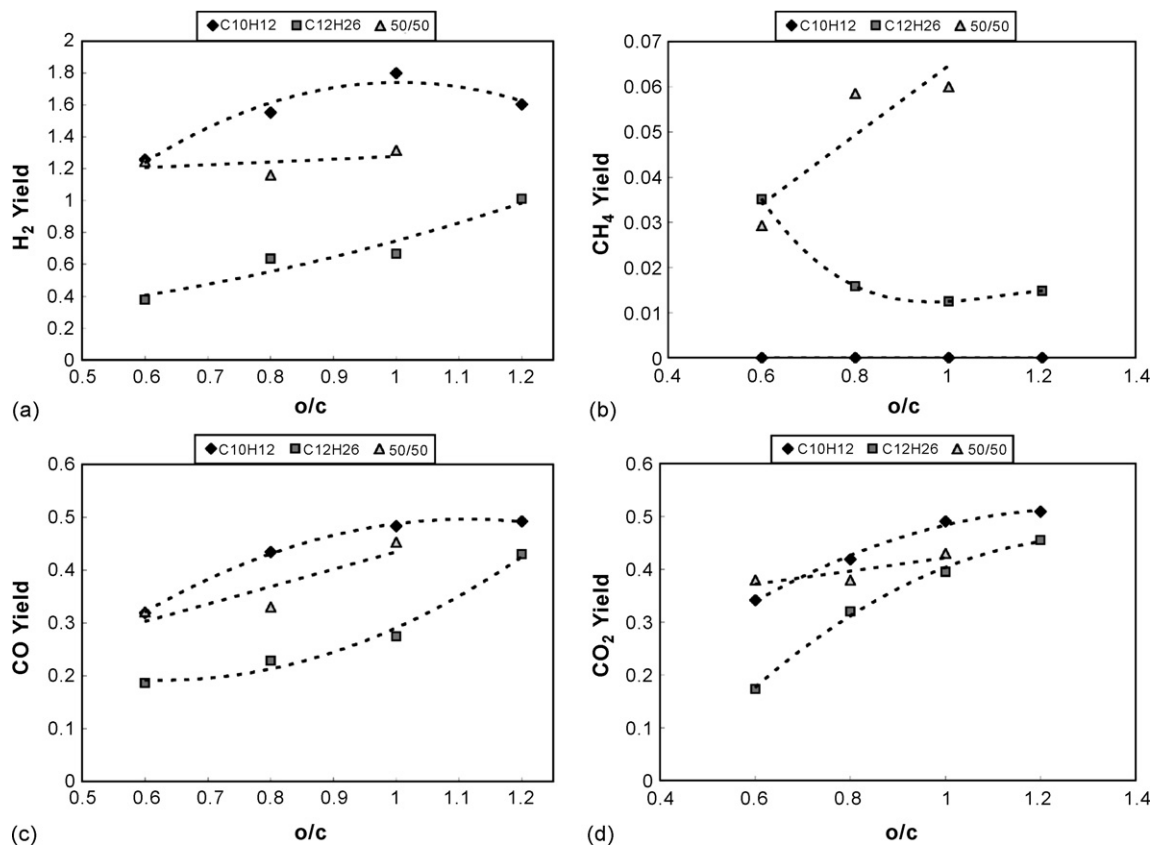 C10H12 C12H26 50/50
2
1.8
1.6
1.4
1.2
1
0.8
0.6
0.4
0.2
0
H2 Yield
0.5 0.6 0.7 0.8 0.9 1 1.1 1.2
(a)
o/c
C10H12 C12H26 50/50
0.07
0.06
0.05
0.04
0.03
0.02
0.01
0
CH4 Yield
0.4 0.6 0.8 1 1.2 1.4
(b)
o/c
C10H12 C12H26 50/50
0.6
0.5
0.4
0.3
0.2
0.1
0
CO Yield
0.5 0.6 0.7 0.8 0.9 1 1.1 1.2
(c)
o/c
C10H12 C12H26 50/50
0.6
0.5
0.4
0.3
0.2
0.1
0
CO2 Yield
0.4 0.6 0.8 1 1.2 1.4
(d)
o/c